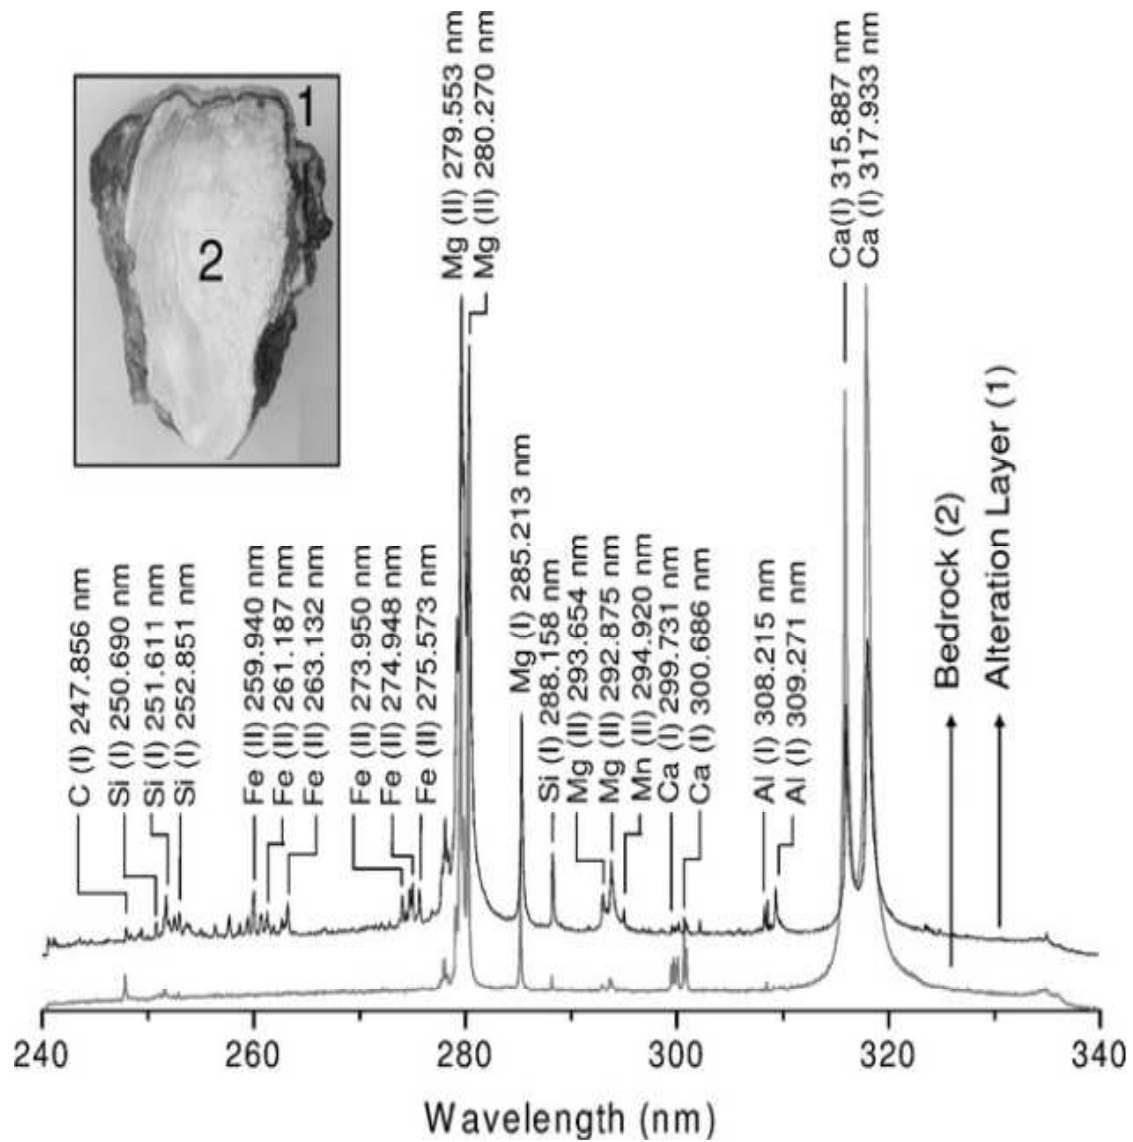 1
2
C (I) 247.856 nm
Si (I) 250.690 nm
Si (I) 251.611 nm
Si (I) 252.851 nm
Fe (II) 259.940 nm
Fe (II) 261.187 nm
Fe (II) 263.132 nm
Fe (II) 273.950 nm
Fe (II) 274.948 nm
Fe (II) 275.573 nm
Mg (II) 279.553 nm
Mg (II) 280.270 nm
Mg (I) 285.213 nm
Si (I) 288.158 nm
Mg (II) 293.654 nm
Mg (II) 292.875 nm
Mn (II) 294.920 nm
Ca (I) 299.731 nm
Ca (I) 300.686 nm
Al (I) 308.215 nm
Al (I) 309.271 nm
Ca(I) 315.887 nm
Ca (I) 317.933 nm
Bedrock (2)
Alteration Layer (1)
240 260 280 300 320 340
Wavelength (nm)